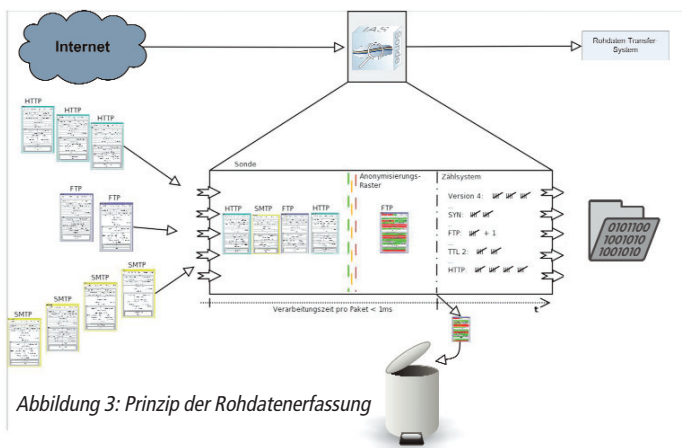 Internet
IAS
Sonde
Rohdaten Transfer
System
HTTP
HTTP
HTTP
FTP
FTP
SMTP
SMTP
SMTP
SMTP
Sonde
HTTP
SMTP
FTP
HTTP
Anonymisierungs-
Raster
FTP
Zählsystem
Version 4:
...
SYN:
...
FTP: + 1
...
TTL 2:
...
HTTP:
Verarbeitungszeit pro Paket < 1ms
t
0101100
1001010
1001010
Abbildung 3: Prinzip der Rohdatenerfassung